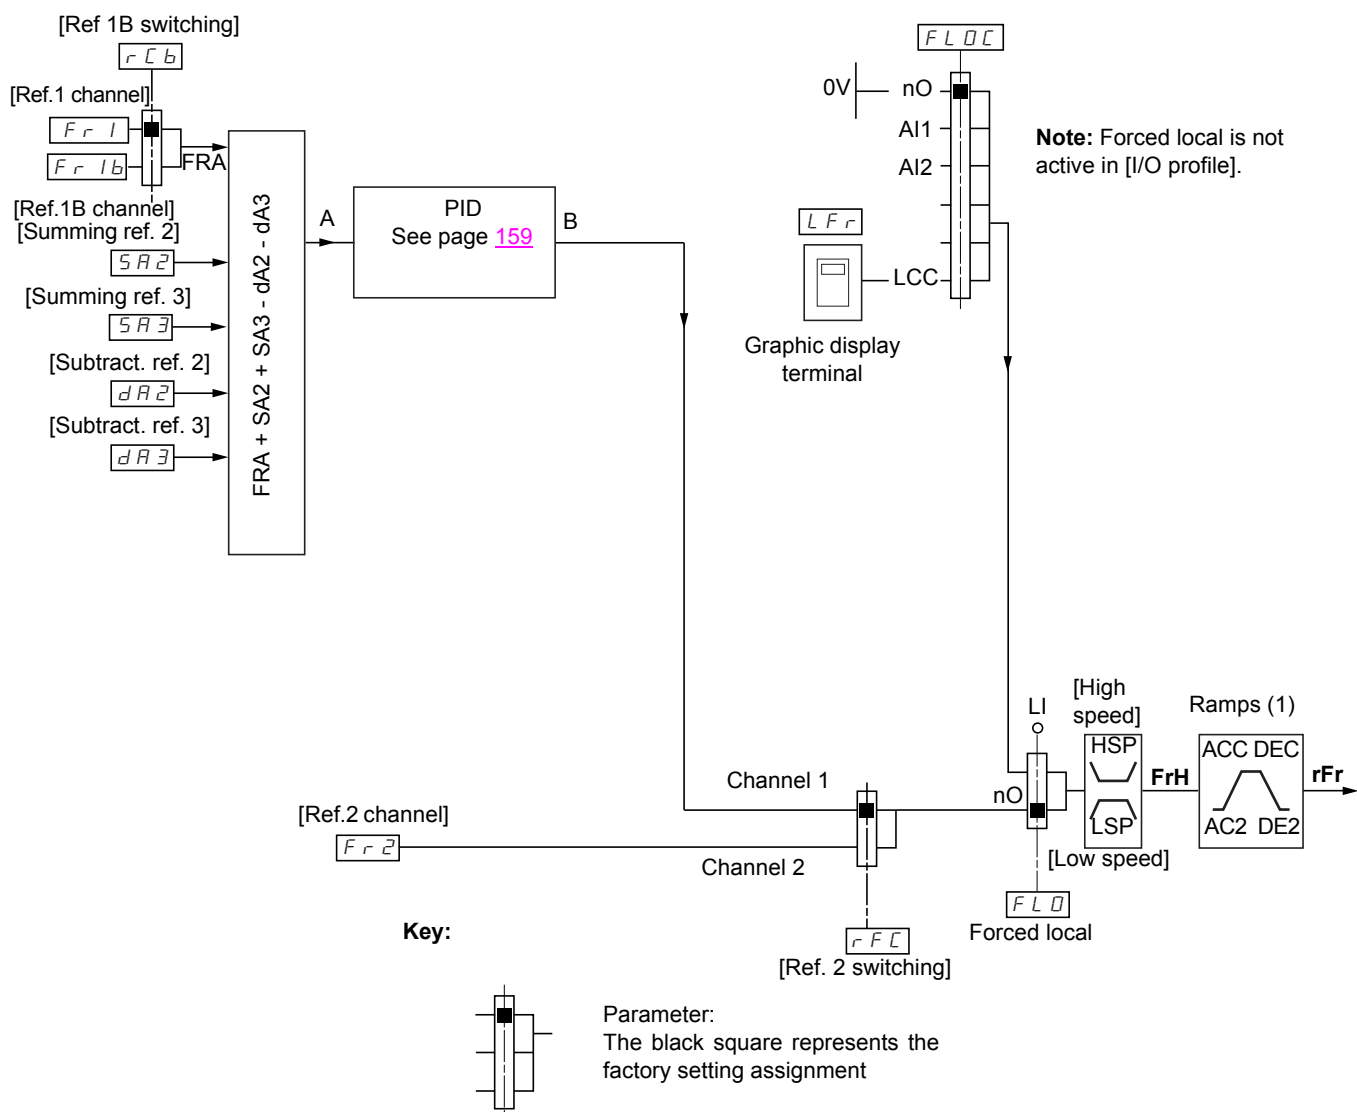 [Ref 1B switching]
rCb
[Ref.1 channel]
Fr1
Fr1b
FRA
[Ref.1B channel]
[Summing ref. 2]
SA2
[Summing ref. 3]
SA3
[Subtract. ref. 2]
dA2
[Subtract. ref. 3]
dA3
FRA + SA2 + SA3 - dA2 - dA3
A
PID
See page 159
B
FLOC
0V
nO
AI1
AI2
LFr
LCC
Graphic display
terminal
Note: Forced local is not
active in [I/O profile].
Channel 1
[Ref.2 channel]
Fr2
Channel 2
rFC
[Ref. 2 switching]
LI
nO
FLO
Forced local
[High
speed]
HSP
LSP
[Low speed]
FrH
Ramps (1)
ACC DEC
AC2 DE2
rFr
Key:
Parameter:
The black square represents the
factory setting assignment